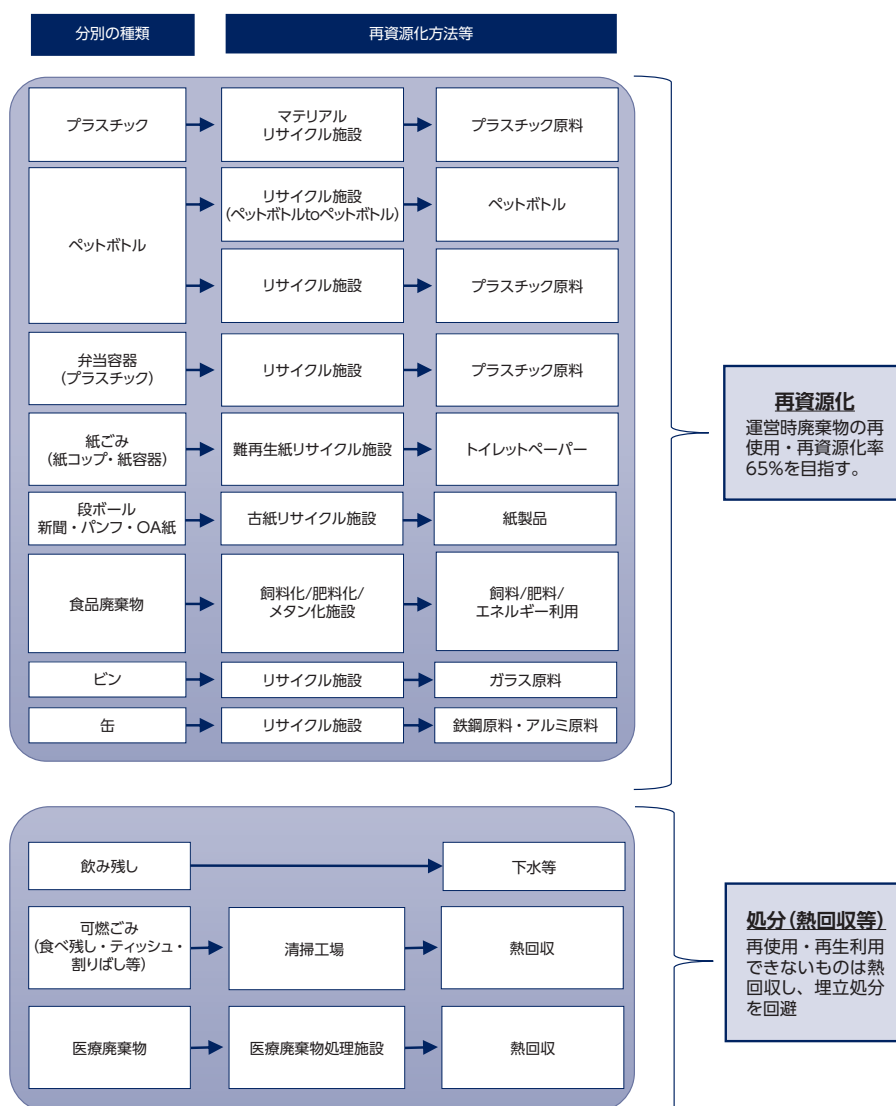 分別の種類
再資源化方法等
プラスチック
マテリアル
リサイクル施設
プラスチック原料
ペットボトル
リサイクル施設
(ペットボトルtoペットボトル)
ペットボトル
リサイクル施設
プラスチック原料
弁当容器
(プラスチック)
リサイクル施設
プラスチック原料
紙ごみ
(紙コップ・紙容器)
難再生紙リサイクル施設
トイレットペーパー
段ボール
新聞・パンフ・OA紙
古紙リサイクル施設
紙製品
食品廃棄物
飼料化/肥料化/
メタン化施設
飼料/肥料/
エネルギー利用
ビン
リサイクル施設
ガラス原料
缶
リサイクル施設
鉄鋼原料・アルミ原料
再資源化
運営時廃棄物の再
使用・再資源化率
65%を目指す。
飲み残し
下水等
可燃ごみ
(食べ残し・ティッシュ・
割りばし等)
清掃工場
熱回収
医療廃棄物
医療廃棄物処理施設
熱回収
処分(熱回収等)
再使用・再生利用
できないものは熱
回収し、埋立処分
を回避